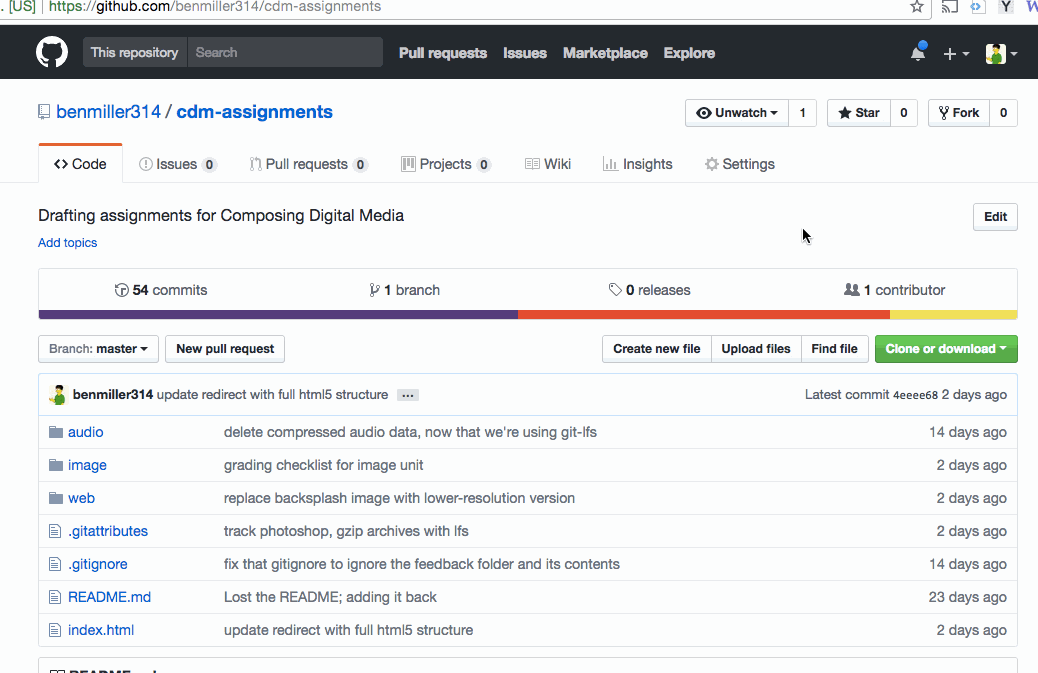 . [US] https://github.com/benmiller314/cdm-assignments
This repository Search Pull requests Issues Marketplace Explore
benmiller314 / cdm-assignments Unwatch 1 Star 0 Fork 0
Code Issues 0 Pull requests 0 Projects 0 Wiki Insights Settings
Drafting assignments for Composing Digital Media Edit
Add topics
54 commits 1 branch 0 releases 1 contributor
Branch: master New pull request Create new file Upload files Find file Clone or download
benmiller314 update redirect with full html5 structure ... Latest commit 4eeee68 2 days ago
audio delete compressed audio data, now that we're using git-lfs 14 days ago
image grading checklist for image unit 2 days ago
web replace backsplash image with lower-resolution version 2 days ago
.gitattributes track photoshop, gzip archives with lfs 2 days ago
.gitignore fix that gitignore to ignore the feedback folder and its contents 14 days ago
README.md Lost the README; adding it back 23 days ago
index.html update redirect with full html5 structure 2 days ago